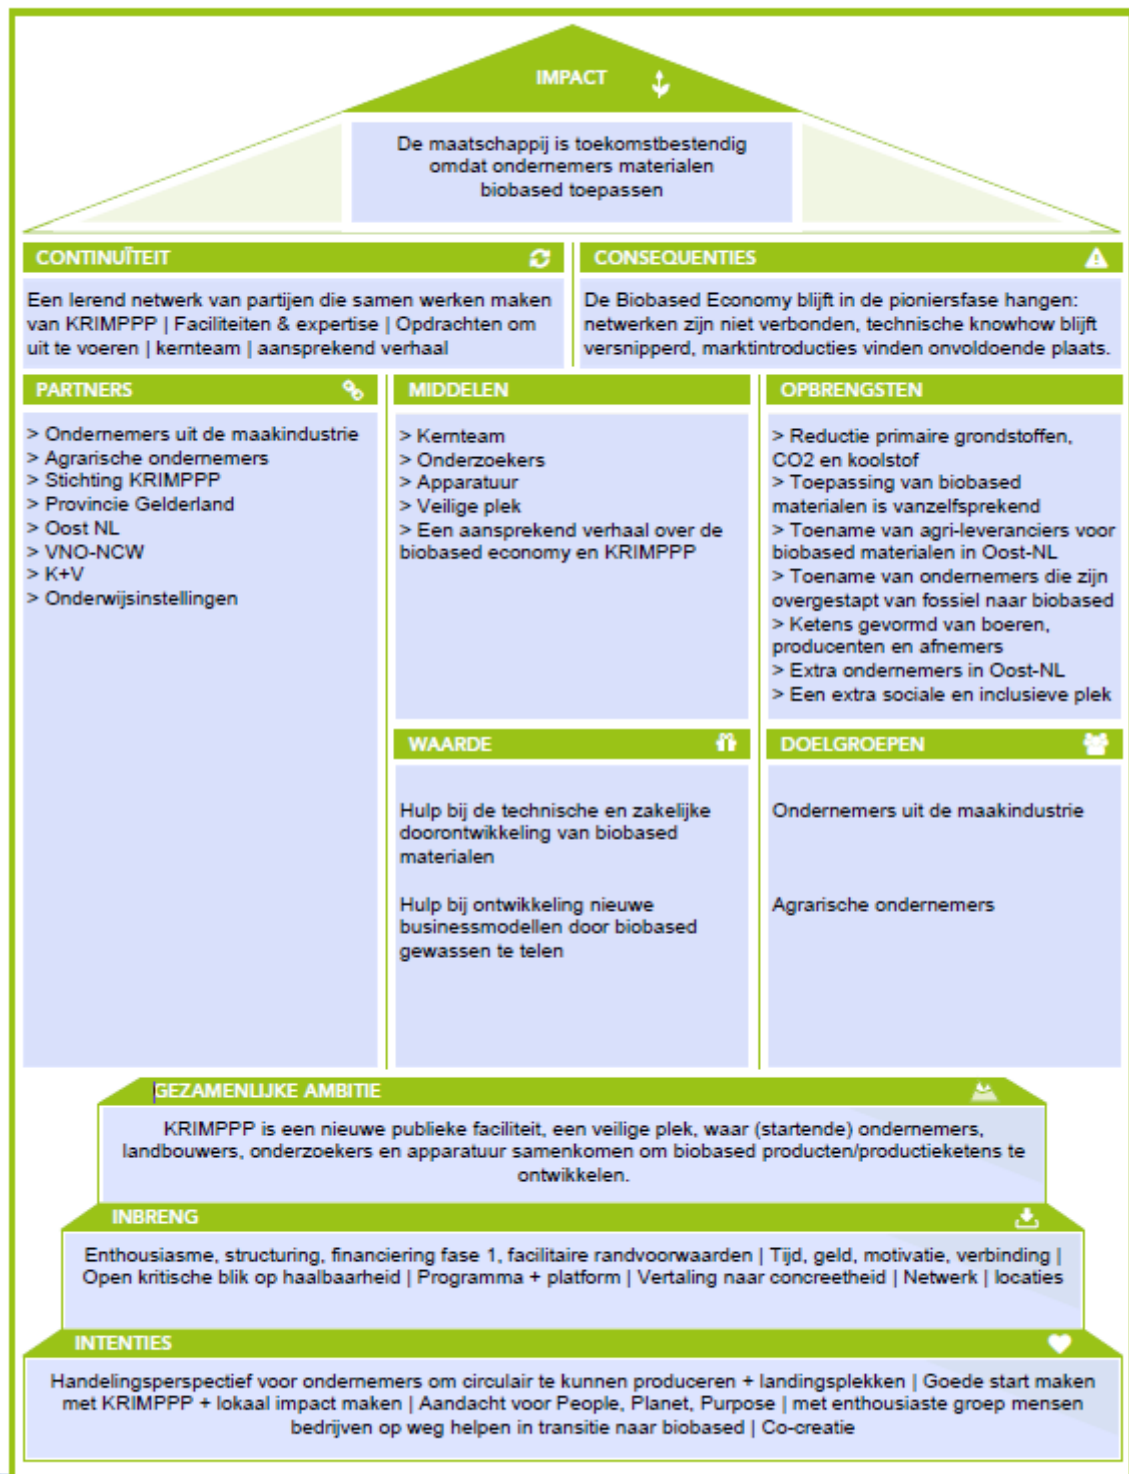 IMPACT
De maatschappij is toekomstbestendig
omdat ondernemers materialen
biobased toepassen
CONTINUÏTEIT
Een lerend netwerk van partijen die samen werken maken
van KRIMPPP | Faciliteiten & expertise | Opdrachten om
uit te voeren | kernteam | aansprekend verhaal
CONSEQUENTIES
De Biobased Economy blijft in de pioniersfase hangen:
netwerken zijn niet verbonden, technische knowhow blijft
versnipperd, marktintroducties vinden onvoldoende plaats.
PARTNERS
> Ondernemers uit de maakindustrie
> Agrarische ondernemers
> Stichting KRIMPPP
> Provincie Gelderland
> Oost NL
> VNO-NCW
> K+V
> Onderwijsinstellingen
MIDDELEN
> Kernteam
> Onderzoekers
> Apparatuur
> Veilige plek
> Een aansprekend verhaal over de
biobased economy en KRIMPPP
OPBRENGSTEN
> Reductie primaire grondstoffen,
CO2 en koolstof
> Toepassing van biobased
materialen is vanzelfsprekend
> Toename van agri-leveranciers voor
biobased materialen in Oost-NL
> Toename van ondernemers die zijn
overgestapt van fossiel naar biobased
> Ketens gevormd van boeren,
producenten en afnemers
> Extra ondernemers in Oost-NL
> Een extra sociale en inclusieve plek
WAARDE
Hulp bij de technische en zakelijke
doorontwikkeling van biobased
materialen
Hulp bij ontwikkeling nieuwe
businessmodellen door biobased
gewassen te telen
DOELGROEPEN
Ondernemers uit de maakindustrie
Agrarische ondernemers
GEZAMENLIJKE AMBITIE
KRIMPPP is een nieuwe publieke faciliteit, een veilige plek, waar (startende) ondernemers,
landbouwers, onderzoekers en apparatuur samenkomen om biobased producten/productieketens te
ontwikkelen.
INBRENG
Enthousiasme, structuring, financiering fase 1, facilitaire randvoorwaarden | Tijd, geld, motivatie, verbinding |
Open kritische blik op haalbaarheid | Programma + platform | Vertaling naar concreetheid | Netwerk | locaties
INTENTIES
Handelingsperspectief voor ondernemers om circulair te kunnen produceren + landingsplekken | Goede start maken
met KRIMPPP + lokaal impact maken | Aandacht voor People, Planet, Purpose | met enthousiaste groep mensen
bedrijven op weg helpen in transitie naar biobased | Co-creatie